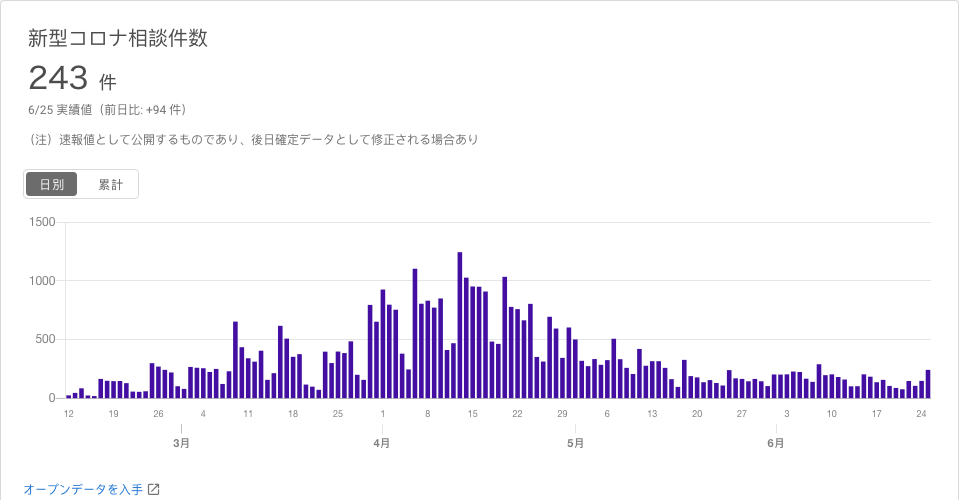 新型コロナ相談件数
243 件
6/25 実績値（前日比: +94 件）
（注）速報値として公開するものであり、後日確定データとして修正される場合あり
日別 累計
1500
1000
500
0
12 19 26 4 11 18 25 1 8 15 22 29 6 13 20 27 3 10 17 24
3月 4月 5月 6月
オープンデータを入手